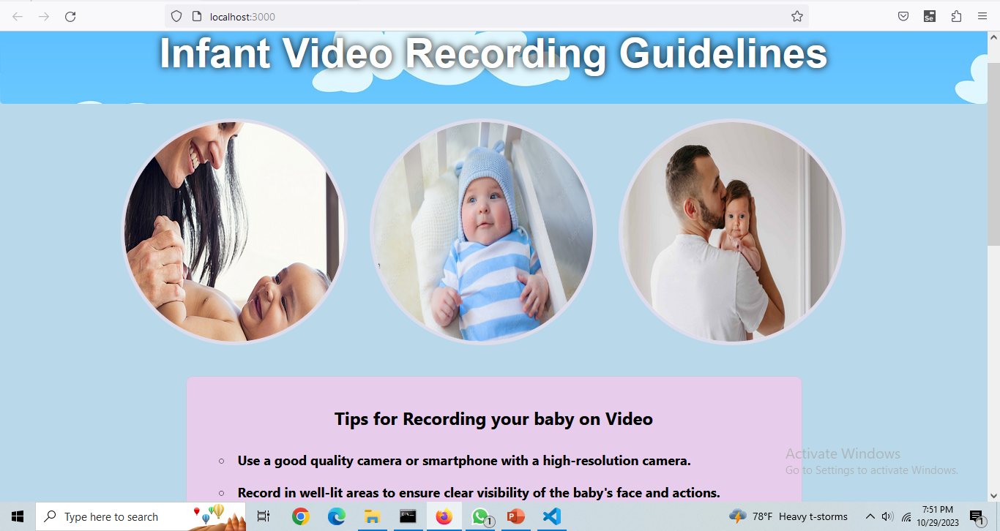 localhost:3000
Se
Infant Video Recording Guidelines
Tips for Recording your baby on Video
Use a good quality camera or smartphone with a high-resolution camera.
Record in well-lit areas to ensure clear visibility of the baby's face and actions.
Activate Windows
Go to Settings to activate Windows.
Type here to search
1
78°F Heavy t-storms
7:51 PM
10/29/2023
1